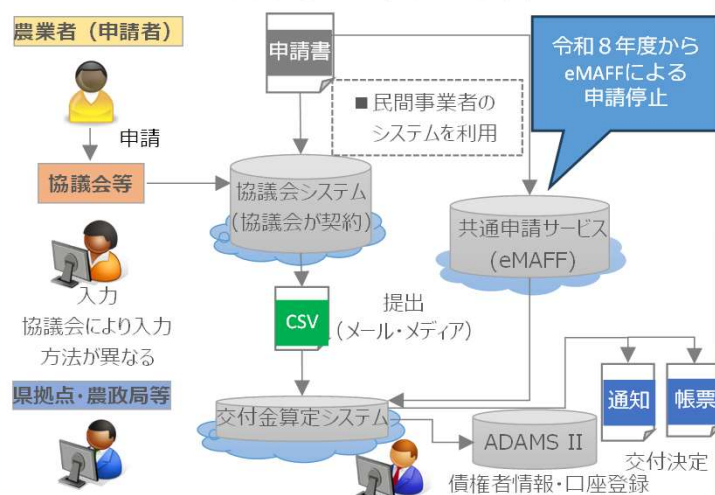 農業者（申請者）
申請
協議会等
入力
協議会により入力
方法が異なる
県拠点・農政局等
申請書
■民間事業者の
システムを利用
令和８年度から
eMAFFによる
申請停止
協議会システム
(協議会が契約)
共通申請サービス
(eMAFF)
CSV
提出
（メール・メディア）
交付金算定システム
ADAMS II
債権者情報・口座登録
通知
帳票
交付決定